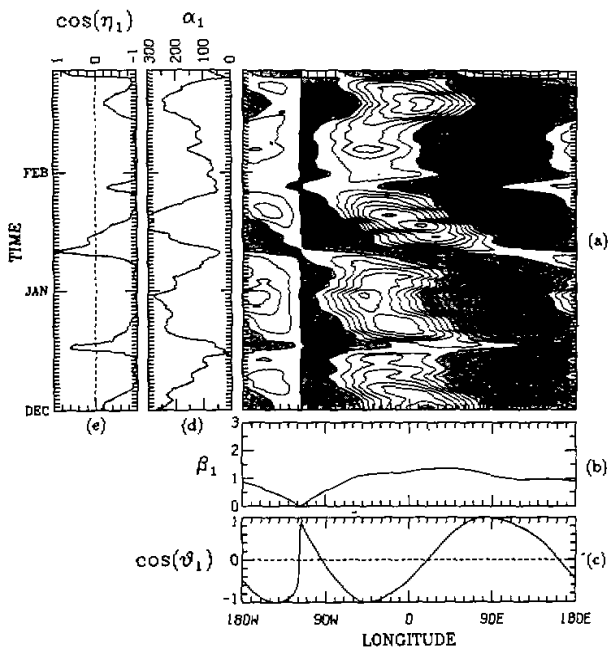 cos(η₁) α₁
1 0 -1 300 200 100 0
FEB
TIME
JAN
DEC
(a)
(e) (d)
β₁
3
2
1
0
(b)
cos(ϑ₁)
1
0
-1
(c)
180W 90W 0 90E 180E
LONGITUDE